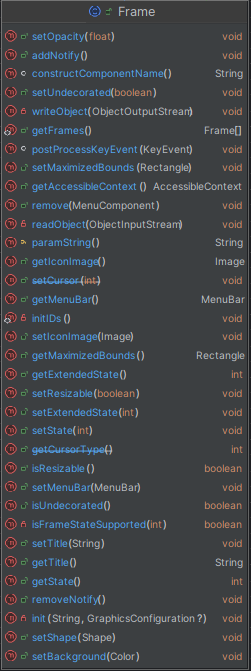 Frame
setOpacity(float) void
addNotify() void
constructComponentName() String
setUndecorated(boolean) void
writeObject(ObjectOutputStream) void
getFrames() Frame[]
postProcessKeyEvent(KeyEvent) void
setMaximizedBounds(Rectangle) void
getAccessibleContext() AccessibleContext
remove(MenuComponent) void
readObject(ObjectInputStream) void
paramString() String
getIconImage() Image
setCursor(int) void
getMenuBar() MenuBar
initIDs() void
setIconImage(Image) void
getMaximizedBounds() Rectangle
getExtendedState() int
setResizable(boolean) void
setExtendedState(int) void
setState(int) void
getCursorType() int
isResizable() boolean
setMenuBar(MenuBar) void
isUndecorated() boolean
isFrameStateSupported(int) boolean
setTitle(String) void
getTitle() String
getState() int
removeNotify() void
init(String, GraphicsConfiguration?) void
setShape(Shape) void
setBackground(Color) void